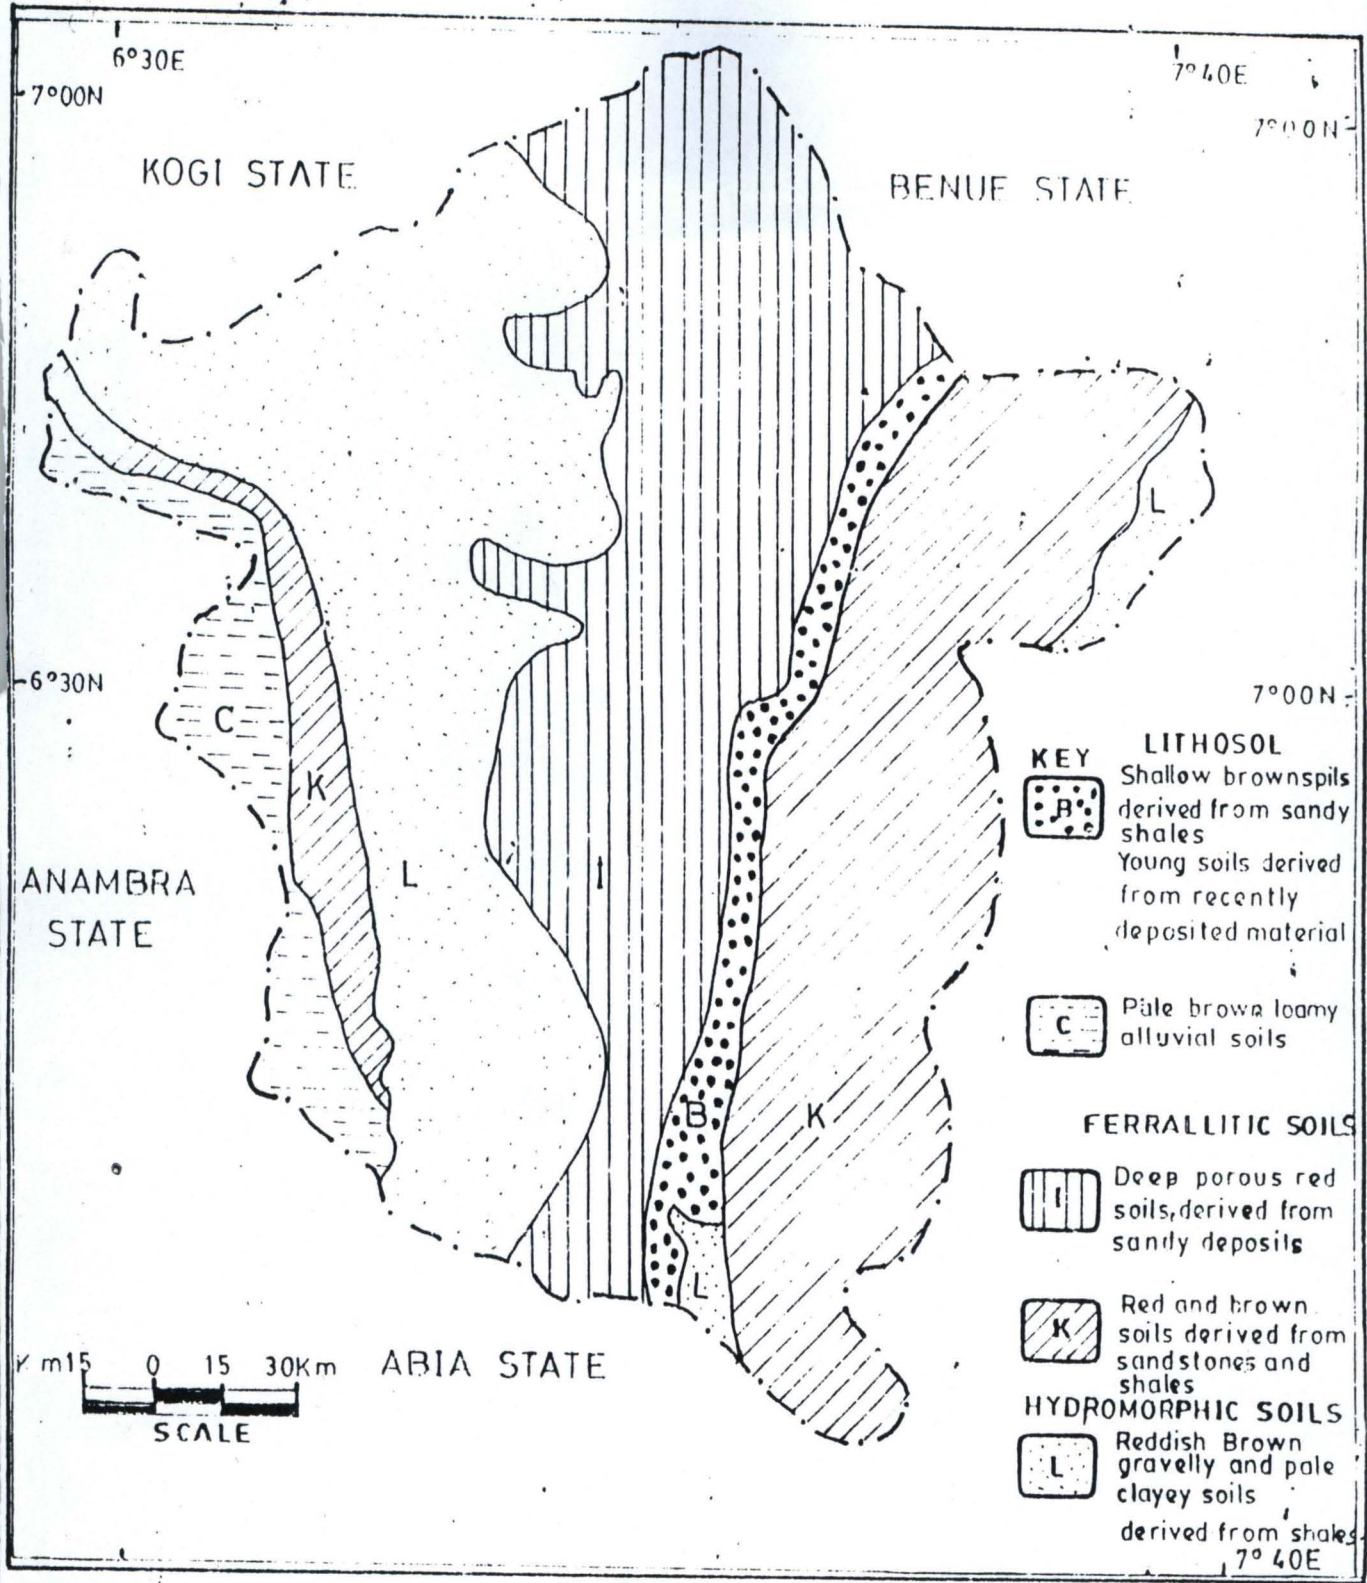 6°30E
7°40E
7°00N
7°00N
KOGI STATE
BENUE STATE
L
6°30N
7°00N
C
K
ANAMBRA
STATE
L
I
B
K
L
KEY
LITHOSOL
B
Shallow brownspils
derived from sandy
shales
Young soils derived
from recently
deposited material
C
Pale brown loamy
alluvial soils
FERRALLITIC SOILS
I
Deep porous red
soils, derived from
sandy deposits
K
Red and brown
soils derived from
sandstones and
shales
HYDROMORPHIC SOILS
L
Reddish Brown
gravelly and pale
clayey soils
derived from shales
Km15 0 15 30Km
SCALE
ABIA STATE
7°40E